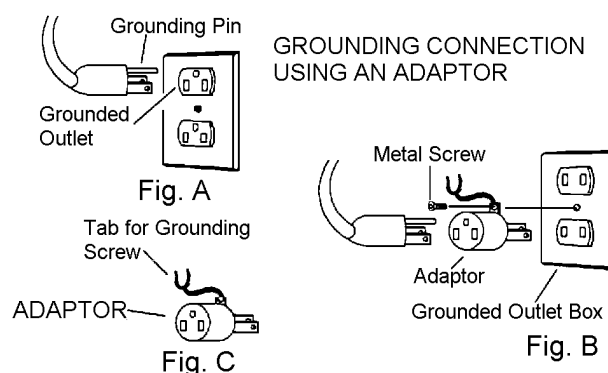 Grounding Pin
GROUNDING CONNECTION
USING AN ADAPTOR
Grounded
Outlet
Fig. A
Metal Screw
Tab for Grounding
Screw
Adaptor
ADAPTOR
Grounded Outlet Box
Fig. B
Fig. C